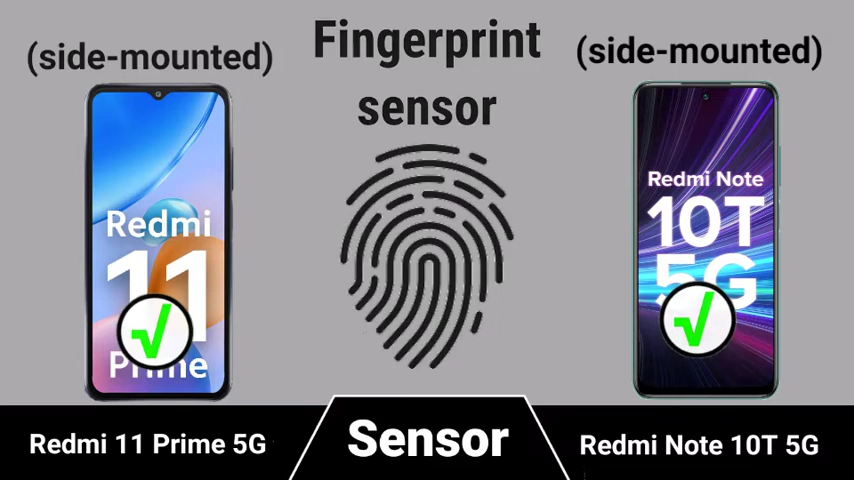 (side-mounted)
Fingerprint
sensor
(side-mounted)
Redmi
11
Prime
Redmi Note
10T
5G
Redmi 11 Prime 5G
Sensor
Redmi Note 10T 5G